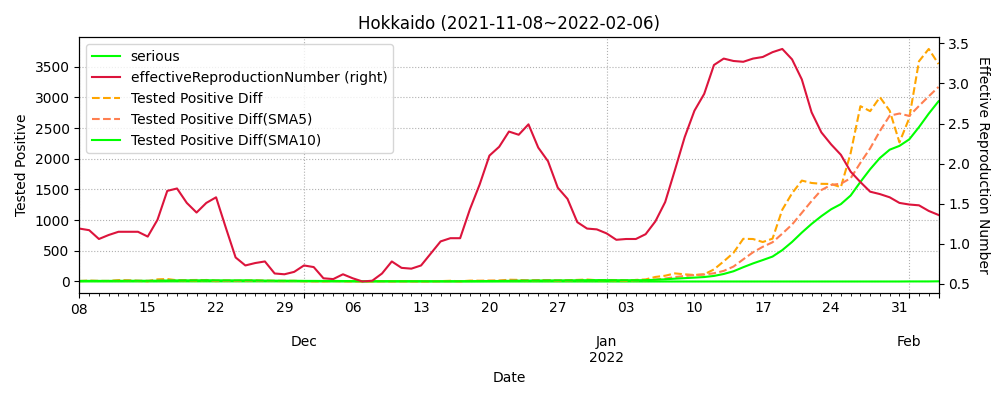 Hokkaido (2021-11-08~2022-02-06)
serious
effectiveReproductionNumber (right)
Tested Positive Diff
Tested Positive Diff(SMA5)
Tested Positive Diff(SMA10)
Tested Positive
3500
3000
2500
2000
1500
1000
500
0
3.5
3.0
2.5
2.0
1.5
1.0
0.5
Effective Reproduction Number
08 15 22 29 06 13 20 27 03 10 17 24 31
Dec Jan Feb
2022
Date